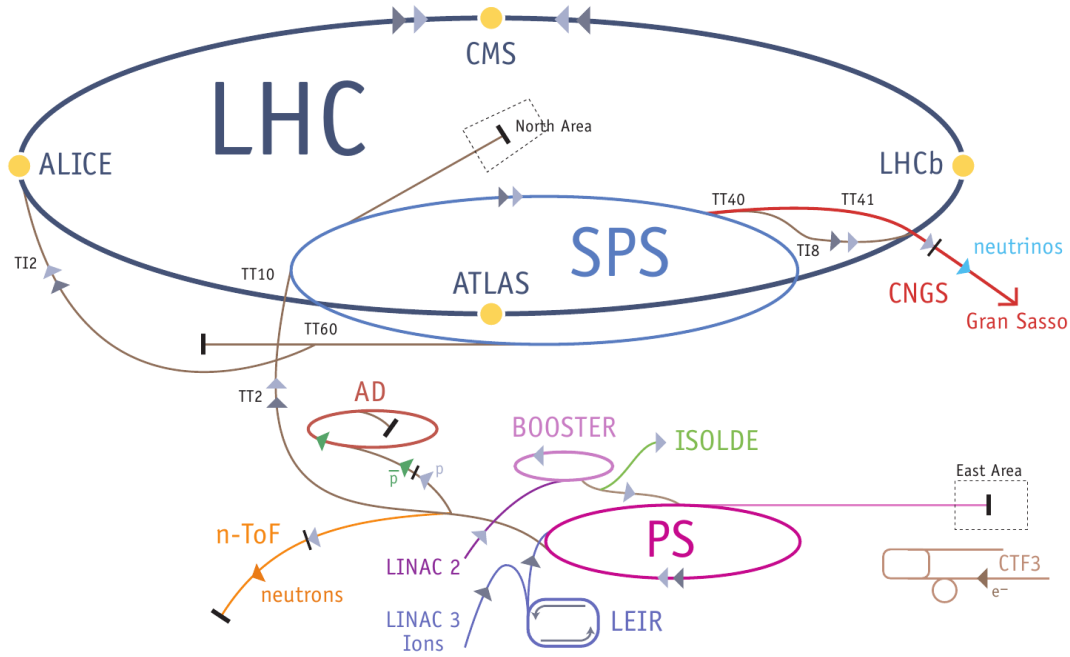 CMS
LHC
North Area
ALICE
LHCb
TT40
TT41
SPS
TI8
neutrinos
TI2
TT10
ATLAS
CNGS
Gran Sasso
TT60
AD
TT2
BOOSTER
ISOLDE
p
p̅
East Area
n-ToF
PS
LINAC 2
CTF3
neutrons
e–
LINAC 3
Ions
LEIR